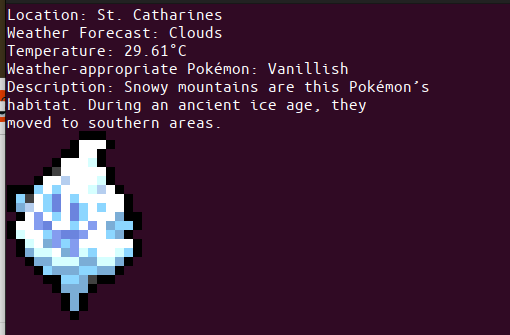 Location: St. Catharines
Weather Forecast: Clouds
Temperature: 29.61°C
Weather-appropriate Pokémon: Vanillish
Description: Snowy mountains are this Pokémon’s
habitat. During an ancient ice age, they
moved to southern areas.